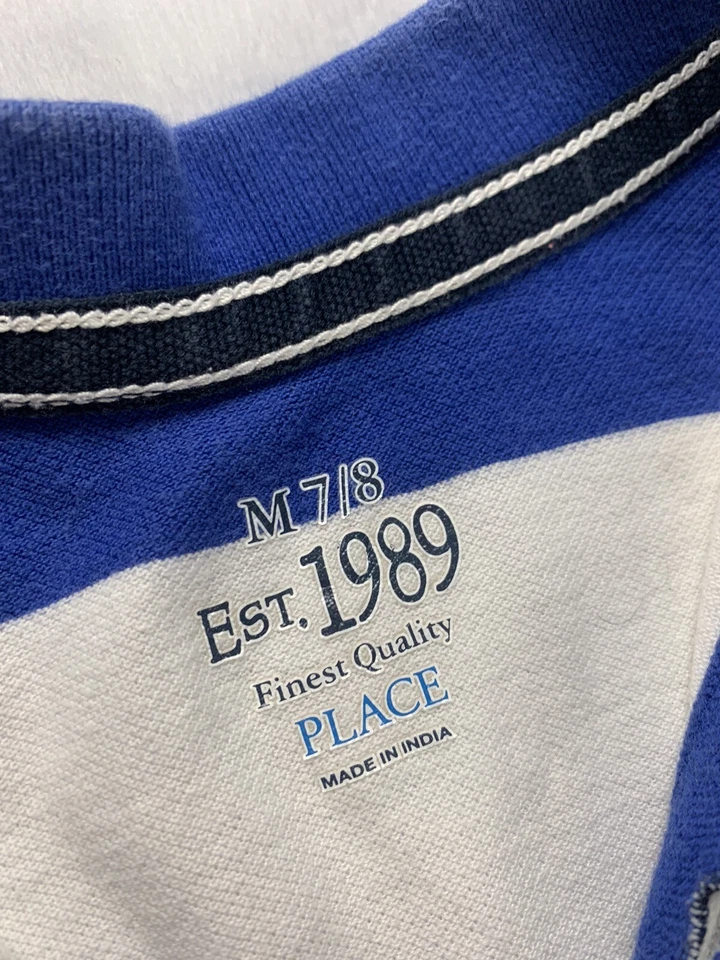 M 7/8
EST. 1989
Finest Quality
PLACE
MADE IN INDIA